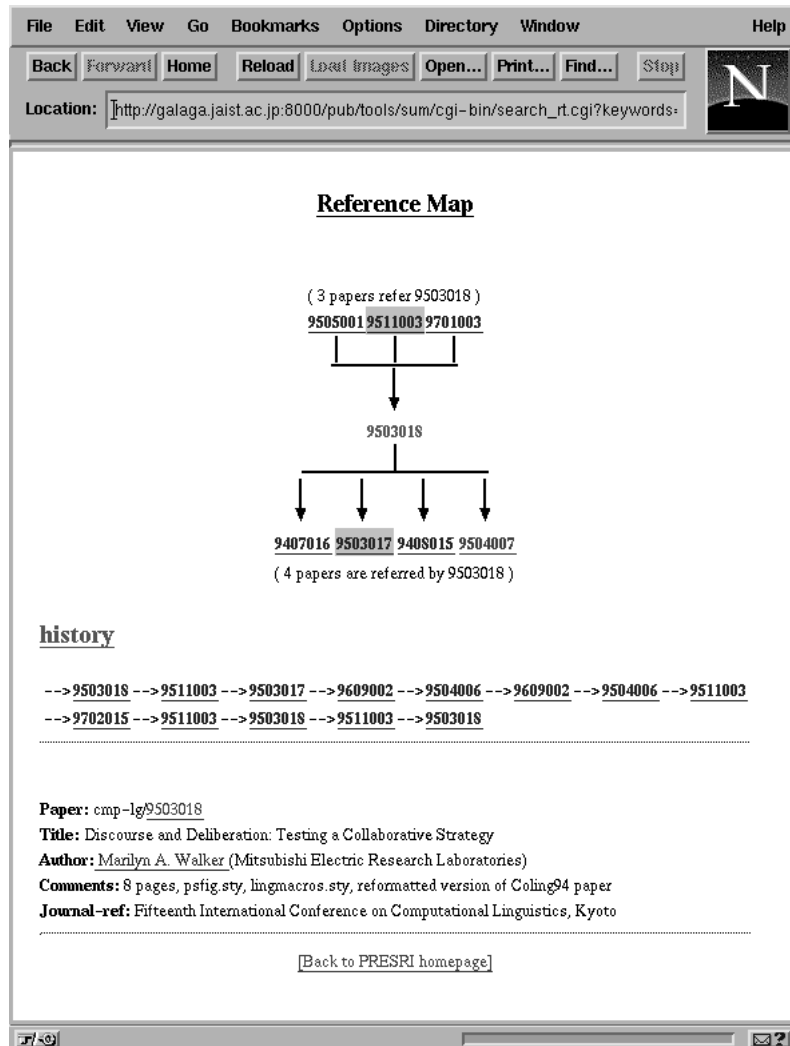 File Edit View Go Bookmarks Options Directory Window Help
Back Forward Home Reload Load Images Open... Print... Find... Stop
N
Location: http://galaga.jaist.ac.jp:8000/pub/tools/sum/cgi-bin/search_rt.cgi?keywords=
Reference Map
( 3 papers refer 9503018 )
9505001 9511003 9701003
9503018
9407016 9503017 9408015 9504007
( 4 papers are referred by 9503018 )
history
-->9503018 -->9511003 -->9503017 -->9609002 -->9504006 -->9609002 -->9504006 -->9511003
-->9702015 -->9511003 -->9503018 -->9511003 -->9503018
Paper: cmp-lg/9503018
Title: Discourse and Deliberation: Testing a Collaborative Strategy
Author: Marilyn A. Walker (Mitsubishi Electric Research Laboratories)
Comments: 8 pages, psfig.sty, lingmacros.sty, reformatted version of Coling94 paper
Journal-ref: Fifteenth International Conference on Computational Linguistics, Kyoto
[Back to PRESRI homepage]
?